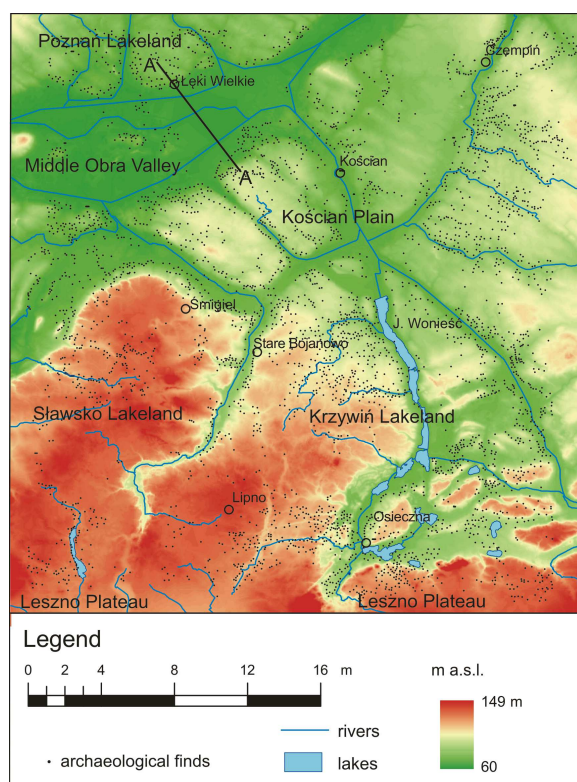 Poznań Lakeland
Czempiń
A
Łęki Wielkie
Middle Obra Valley
Kościan
A
Kościan Plain
Śmigiel
J. Wonieść
Stare Bojanowo
Sławsko Lakeland
Krzywiń Lakeland
Lipno
Osieczna
Leszno Plateau
Leszno Plateau
Legend
0 2 4 8 12 16 m
m a.s.l.
149 m
60
rivers
archaeological finds
lakes